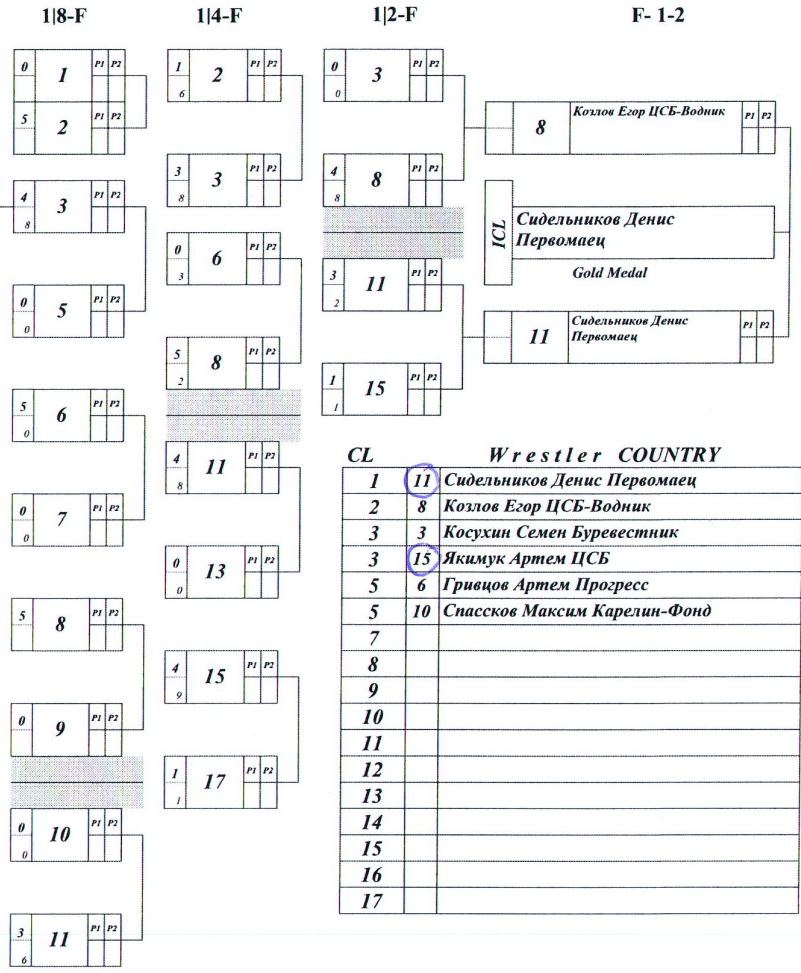 1|8-F 1|4-F 1|2-F F- 1-2
0 1 P1 P2
5 2 P1 P2
4 8 3 P1 P2
0 0 5 P1 P2
5 0 6 P1 P2
0 0 7 P1 P2
5 8 P1 P2
0 9 P1 P2
0 0 10 P1 P2
3 6 11 P1 P2
1 6 2 P1 P2
3 8 3 P1 P2
0 3 6 P1 P2
5 2 8 P1 P2
4 8 11 P1 P2
0 0 13 P1 P2
4 9 15 P1 P2
1 1 17 P1 P2
0 0 3 P1 P2
4 8 8 P1 P2
3 2 11 P1 P2
1 1 15 P1 P2
8 Козлов Егор ЦСБ-Водник P1 P2
ICL Сидельников Денис
Первомаец
Gold Medal
11 Сидельников Денис P1 P2
Первомаец
CL Wrestler COUNTRY
1 11 Сидельников Денис Первомаец
2 8 Козлов Егор ЦСБ-Водник
3 3 Косухин Семен Буревестник
3 15 Якимук Артем ЦСБ
5 6 Гривцов Артем Прогресс
5 10 Спассков Максим Карелин-Фонд
7
8
9
10
11
12
13
14
15
16
17